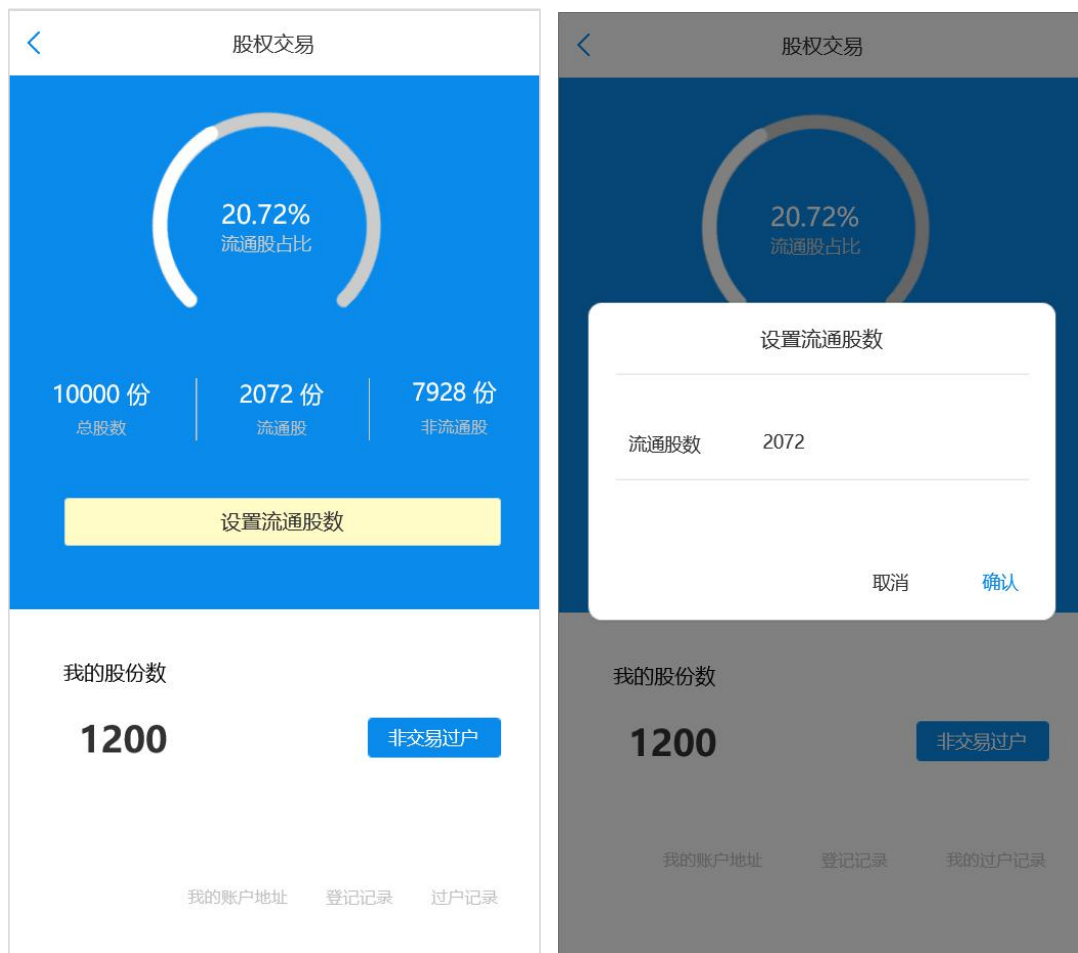 股权交易
20.72%
流通股占比
10000 份
2072 份
7928 份
总股数
流通股
非流通股
设置流通股数
我的股份数
1200
非交易过户
我的账户地址
登记记录
过户记录
股权交易
20.72%
流通股占比
设置流通股数
流通股数
2072
取消
确认
我的股份数
1200
非交易过户
我的账户地址
登记记录
我的过户记录